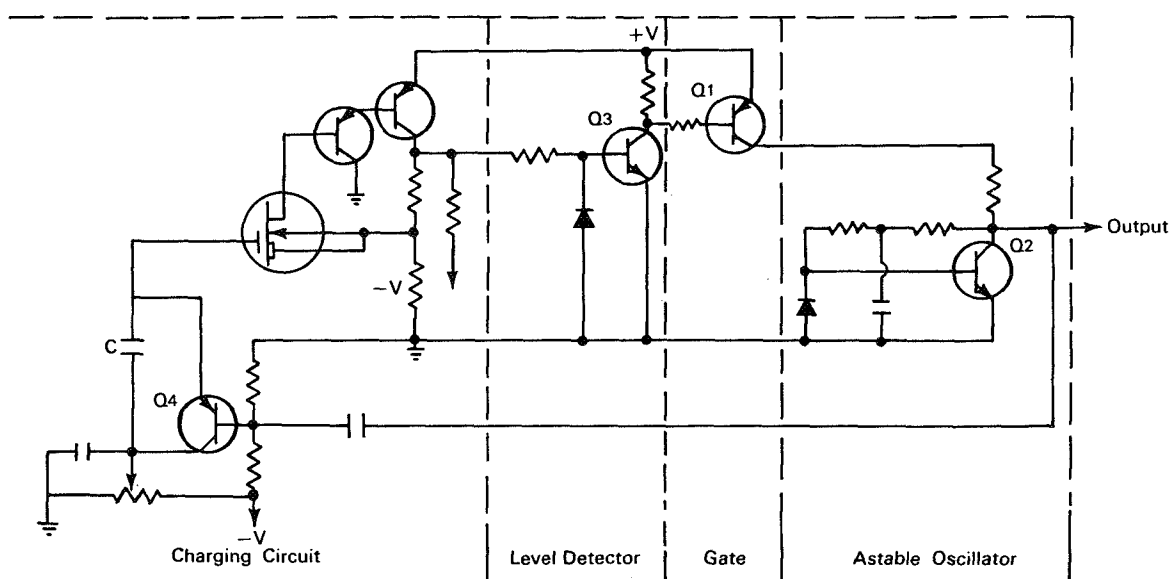 +V
Q1
Q3
Output
Q2
−V
C
Q4
−V
Charging Circuit
Level Detector
Gate
Astable Oscillator